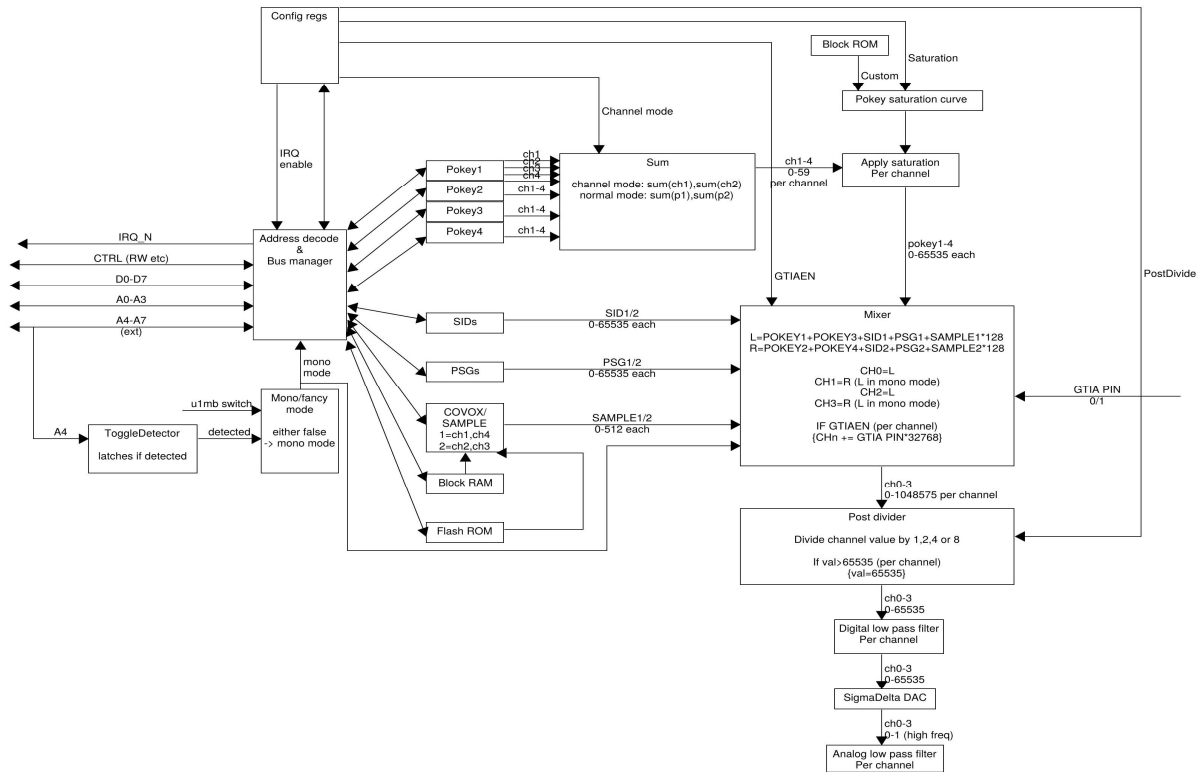 Config regs
Block ROM
Saturation
Custom
Pokey saturation curve
Channel mode
IRQ
enable
ch1
ch2
ch3
ch4
Pokey1
Pokey2
ch1-4
Pokey3
ch1-4
Pokey4
ch1-4
Sum
channel mode: sum(ch1),sum(ch2)
normal mode: sum(p1),sum(p2)
ch1-4
0-59
per channel
Apply saturation
Per channel
IRQ_N
CTRL (RW etc)
D0-D7
A0-A3
A4-A7
(ext)
Address decode
&
Bus manager
pokey1-4
0-65535 each
GTIAEN
PostDivide
SIDs
SID1/2
0-65535 each
PSGs
PSG1/2
0-65535 each
Mixer
L=POKEY1+POKEY3+SID1+PSG1+SAMPLE1*128
R=POKEY2+POKEY4+SID2+PSG2+SAMPLE2*128
CH0=L
CH1=R (L in mono mode)
CH2=L
CH3=R (L in mono mode)
IF GTIAEN (per channel)
{CHn += GTIA PIN*32768}
GTIA PIN
0/1
mono
mode
u1mb switch
Mono/fancy
mode
either false
-> mono mode
A4
ToggleDetector
latches if detected
detected
COVOX/
SAMPLE
1=ch1,ch4
2=ch2,ch3
SAMPLE1/2
0-512 each
Block RAM
Flash ROM
ch0-3
0-1048575 per channel
Post divider
Divide channel value by 1,2,4 or 8
If val>65535 (per channel)
{val=65535}
ch0-3
0-65535
Digital low pass filter
Per channel
ch0-3
0-65535
SigmaDelta DAC
ch0-3
0-1 (high freq)
Analog low pass filter
Per channel